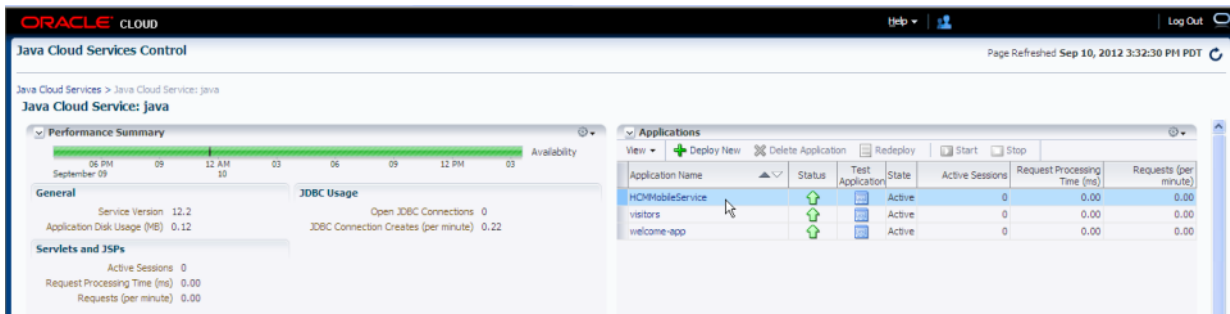 ORACLE CLOUD Help Log Out
Java Cloud Services Control Page Refreshed Sep 10, 2012 3:32:30 PM PDT
Java Cloud Services > Java Cloud Service: java
Java Cloud Service: java
Performance Summary
Availability
06 PM 09 12 AM 03 06 09 12 PM 03
September 09 10
General
Service Version 12.2
Application Disk Usage (MB) 0.12
JDBC Usage
Open JDBC Connections 0
JDBC Connection Creates (per minute) 0.22
Servlets and JSPs
Active Sessions 0
Request Processing Time (ms) 0.00
Requests (per minute) 0.00
Applications
View Deploy New Delete Application Redeploy Start Stop
Application Name Status Test Application State Active Sessions Request Processing Time (ms) Requests (per minute)
HCMMobileService Active 0 0.00 0.00
visitors Active 0 0.00 0.00
welcome-app Active 0 0.00 0.00